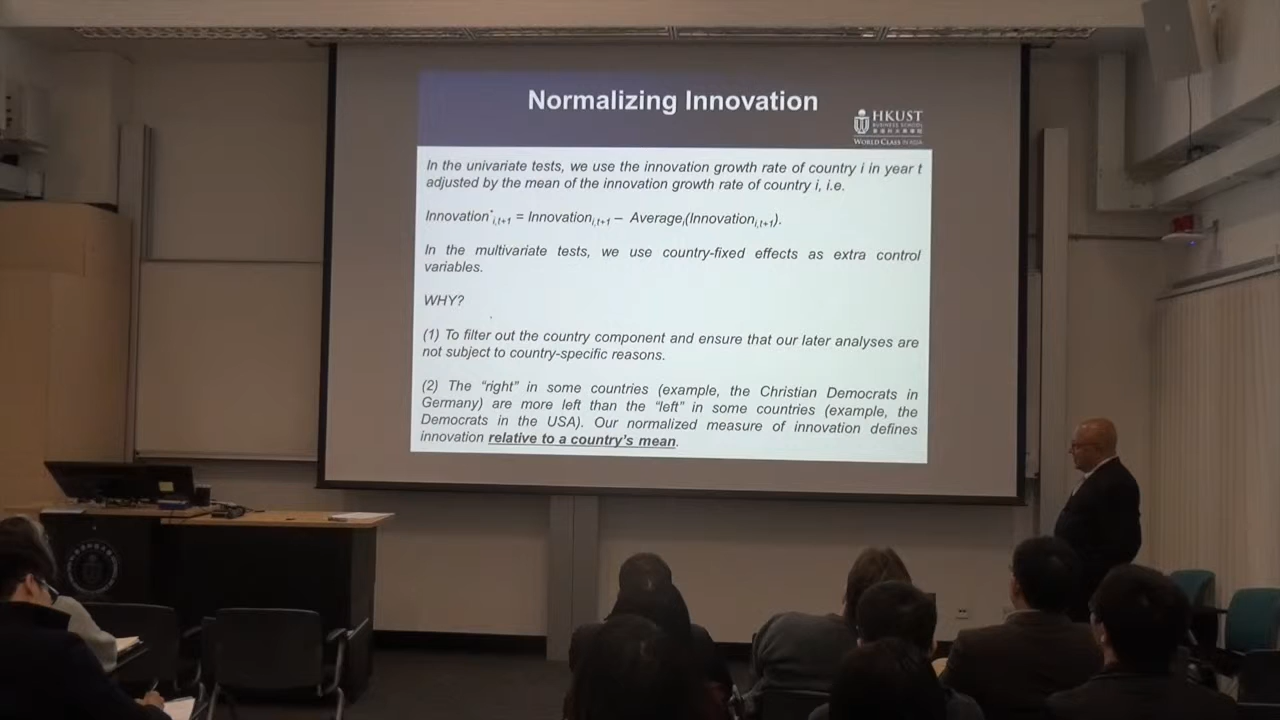 Normalizing Innovation
HKUST
BUSINESS SCHOOL
WORLD CLASS IN ASIA
In the univariate tests, we use the innovation growth rate of country i in year t
adjusted by the mean of the innovation growth rate of country i, i.e.
Innovation*i,t+1 = Innovationi,t+1 – Averagei(Innovationi,t+1).
In the multivariate tests, we use country-fixed effects as extra control
variables.
WHY?
(1) To filter out the country component and ensure that our later analyses are
not subject to country-specific reasons.
(2) The “right” in some countries (example, the Christian Democrats in
Germany) are more left than the “left” in some countries (example, the
Democrats in the USA). Our normalized measure of innovation defines
innovation relative to a country's mean.